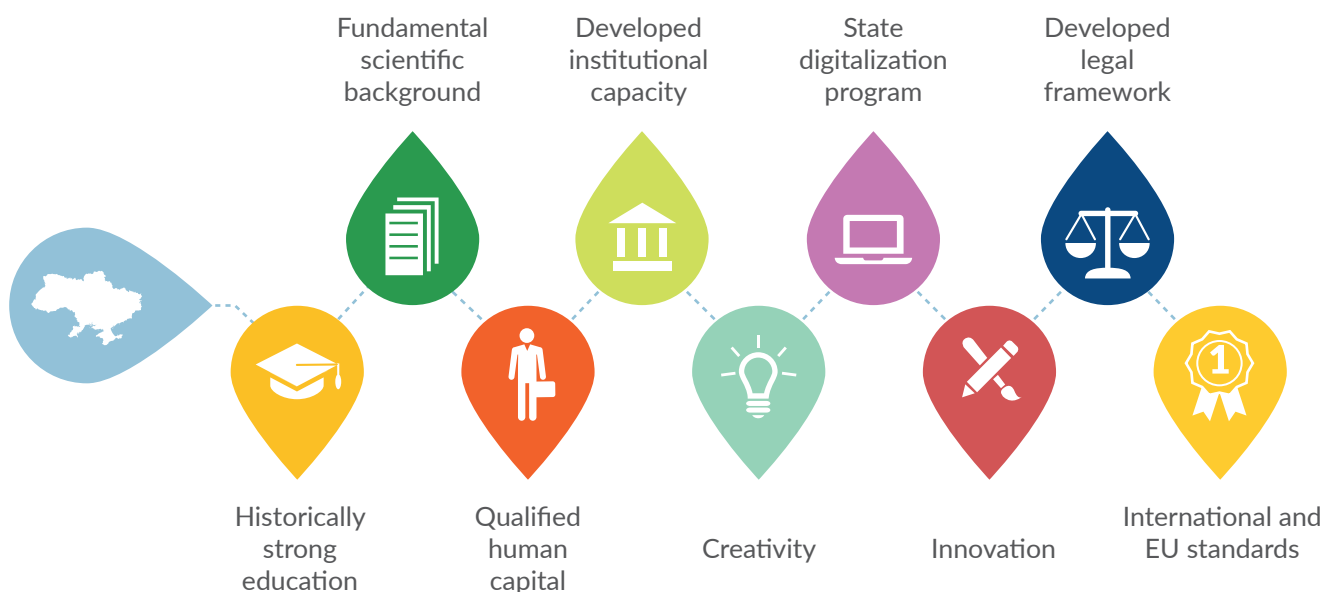 Fundamental
scientific
background
Developed
institutional
capacity
State
digitalization
program
Developed
legal
framework
1
Historically
strong
education
Qualified
human
capital
Creativity
Innovation
International and
EU standards